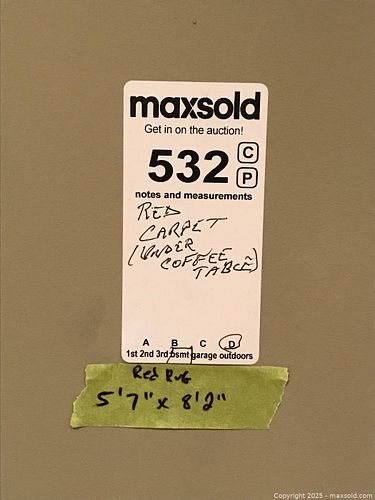 maxsold
Get in on the auction!
532 C
P
notes and measurements
RED
CARPET
(UNDER
COFFEE
TABLE)
A B C D
1st 2nd 3rd bsmt garage outdoors
Red Rug
5'7" x 8'2"
Copyright © 2025 - maxsold.com